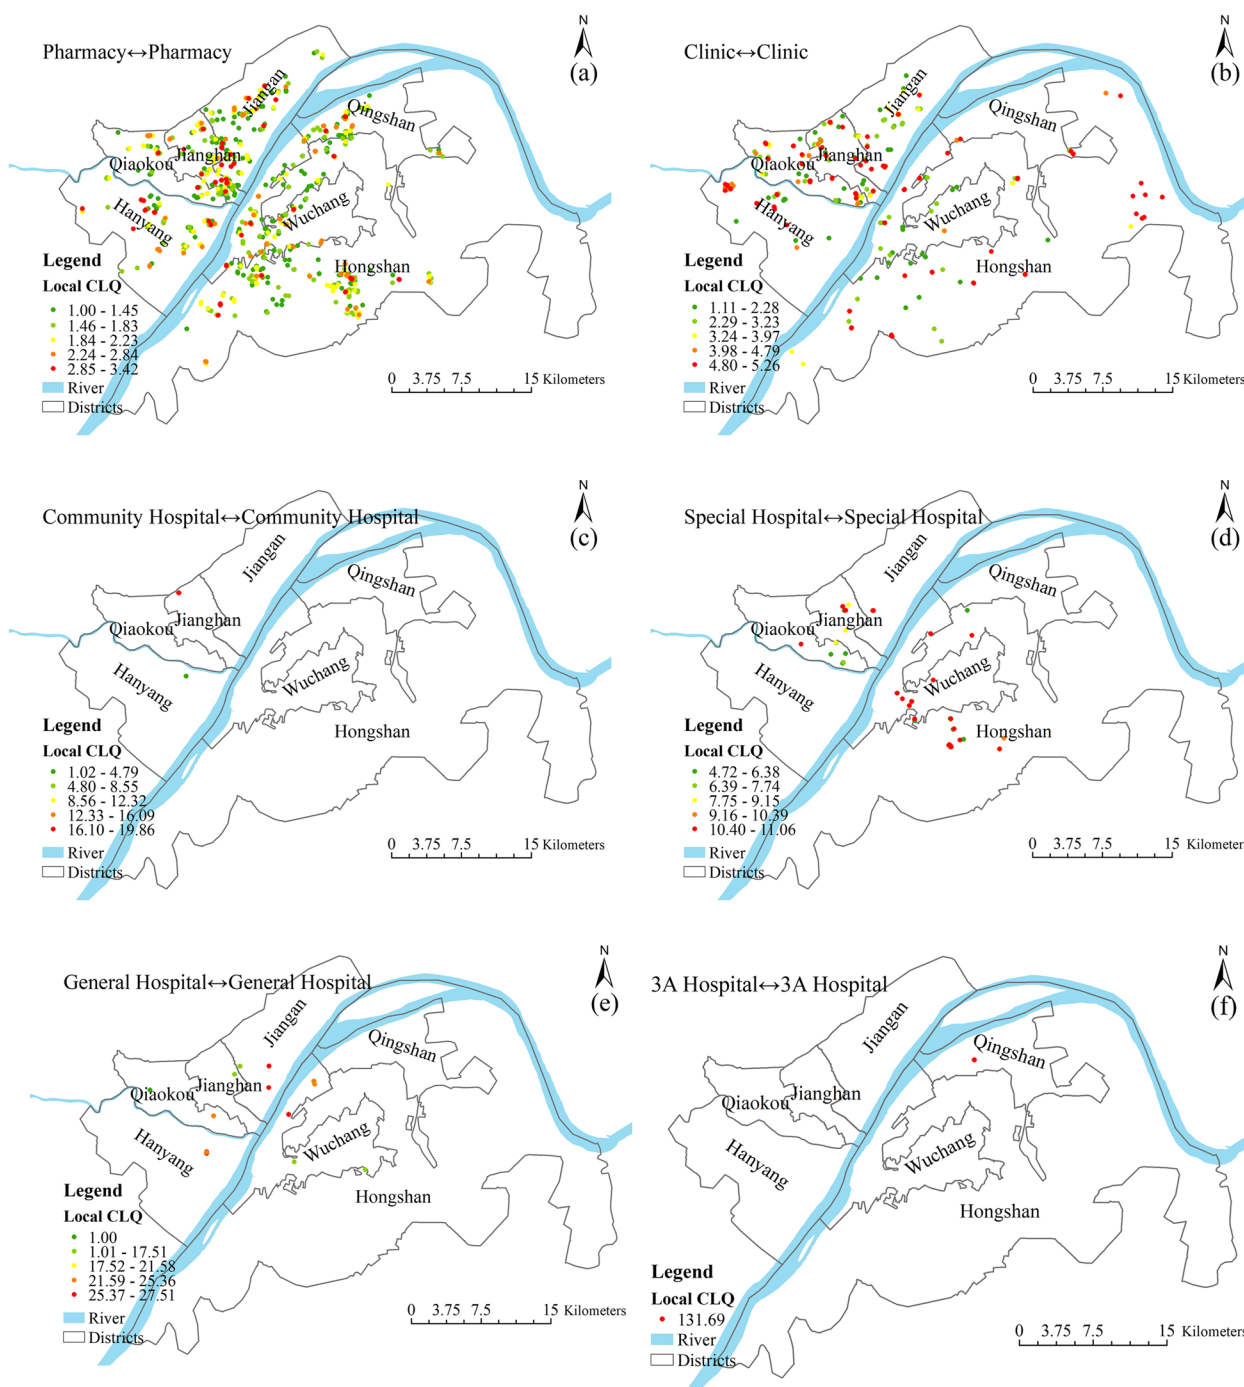 N
Pharmacy↔Pharmacy
(a)
Jiangan
Qingshan
Jianghan
Qiaokou
Wuchang
Hanyang
Hongshan
Legend
Local CLQ
1.00 - 1.45
1.46 - 1.83
1.84 - 2.23
2.24 - 2.84
2.85 - 3.42
River
Districts
0 3.75 7.5 15 Kilometers
N
Clinic↔Clinic
(b)
Jiangan
Qingshan
Jianghan
Qiaokou
Wuchang
Hanyang
Hongshan
Legend
Local CLQ
1.11 - 2.28
2.29 - 3.23
3.24 - 3.97
3.98 - 4.79
4.80 - 5.26
River
Districts
0 3.75 7.5 15 Kilometers
N
Community Hospital↔Community Hospital
(c)
Jiangan
Qingshan
Jianghan
Qiaokou
Wuchang
Hanyang
Hongshan
Legend
Local CLQ
1.02 - 4.79
4.80 - 8.55
8.56 - 12.32
12.33 - 16.09
16.10 - 19.86
River
Districts
0 3.75 7.5 15 Kilometers
N
Special Hospital↔Special Hospital
(d)
Jiangan
Qingshan
Jianghan
Qiaokou
Wuchang
Hanyang
Hongshan
Legend
Local CLQ
4.72 - 6.38
6.39 - 7.74
7.75 - 9.15
9.16 - 10.39
10.40 - 11.06
River
Districts
0 3.75 7.5 15 Kilometers
N
General Hospital↔General Hospital
(e)
Jiangan
Qingshan
Jianghan
Qiaokou
Wuchang
Hanyang
Hongshan
Legend
Local CLQ
1.00
1.01 - 17.51
17.52 - 21.58
21.59 - 25.36
25.37 - 27.51
River
Districts
0 3.75 7.5 15 Kilometers
N
3A Hospital↔3A Hospital
(f)
Jiangan
Qingshan
Jianghan
Qiaokou
Wuchang
Hanyang
Hongshan
Legend
Local CLQ
131.69
River
Districts
0 3.75 7.5 15 Kilometers